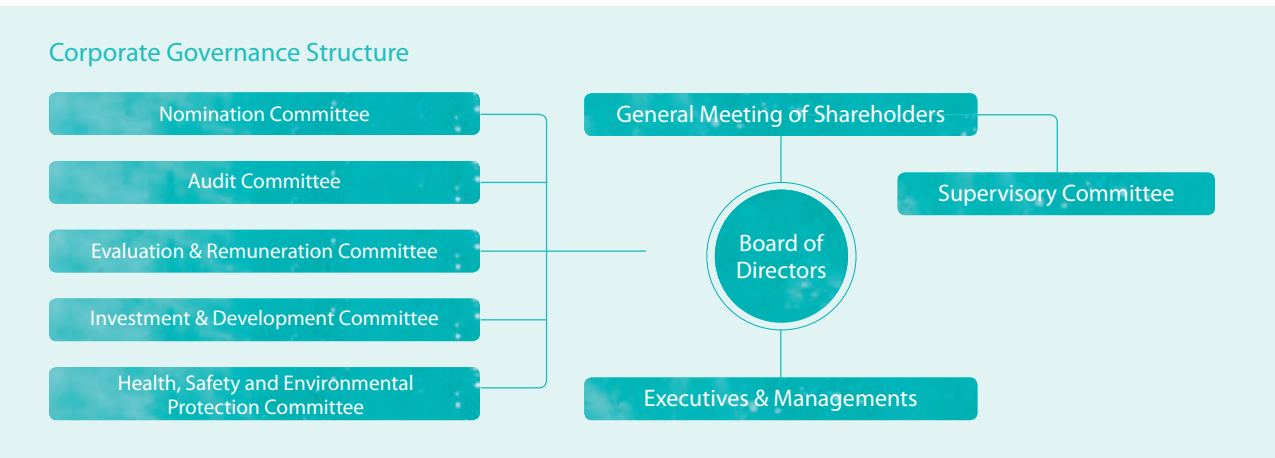 Corporate Governance Structure
Nomination Committee
Audit Committee
Evaluation & Remuneration Committee
Investment & Development Committee
Health, Safety and Environmental
Protection Committee
General Meeting of Shareholders
Supervisory Committee
Board of
Directors
Executives & Managements